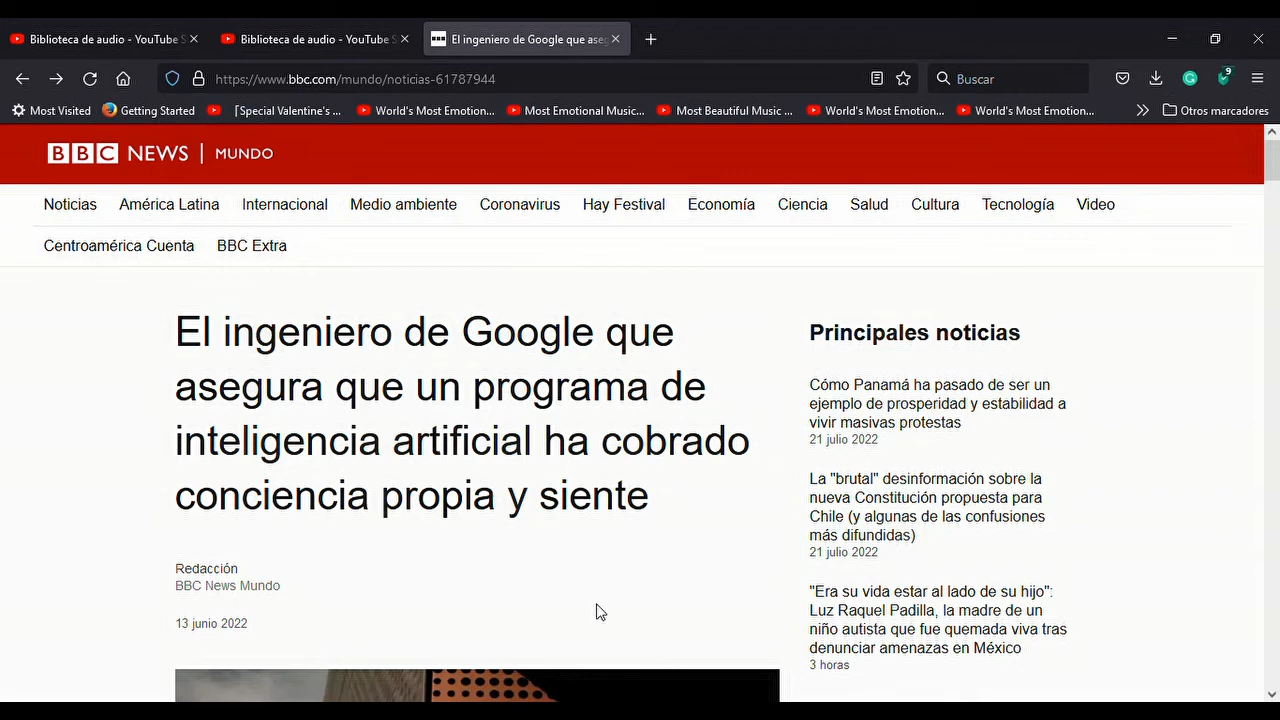 Biblioteca de audio - YouTube S
Biblioteca de audio - YouTube S
El ingeniero de Google que aseg
https://www.bbc.com/mundo/noticias-61787944
Buscar
9
Most Visited
Getting Started
[Special Valentine's ...
World's Most Emotion...
Most Emotional Music...
Most Beautiful Music ...
World's Most Emotion...
World's Most Emotion...
Otros marcadores
BBC NEWS | MUNDO
Noticias América Latina Internacional Medio ambiente Coronavirus Hay Festival Economía Ciencia Salud Cultura Tecnología Video
Centroamérica Cuenta BBC Extra
El ingeniero de Google que
asegura que un programa de
inteligencia artificial ha cobrado
conciencia propia y siente
Redacción
BBC News Mundo
13 junio 2022
Principales noticias
Cómo Panamá ha pasado de ser un
ejemplo de prosperidad y estabilidad a
vivir masivas protestas
21 julio 2022
La "brutal" desinformación sobre la
nueva Constitución propuesta para
Chile (y algunas de las confusiones
más difundidas)
21 julio 2022
"Era su vida estar al lado de su hijo":
Luz Raquel Padilla, la madre de un
niño autista que fue quemada viva tras
denunciar amenazas en México
3 horas